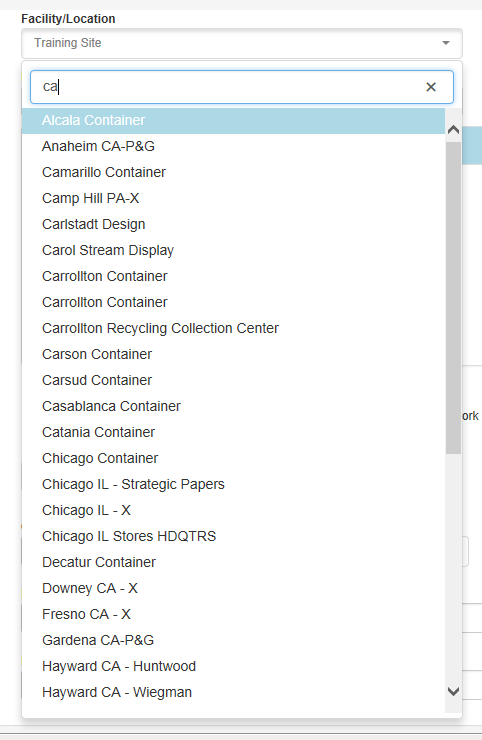 Facility/Location
Training Site
ca
Alcala Container
Anaheim CA-P&G
Camarillo Container
Camp Hill PA-X
Carlstadt Design
Carol Stream Display
Carrollton Container
Carrollton Container
Carrollton Recycling Collection Center
Carson Container
Carsud Container
Casablanca Container
ork
Catania Container
Chicago Container
Chicago IL - Strategic Papers
Chicago IL - X
Chicago IL Stores HDQTRS
Decatur Container
Downey CA - X
Fresno CA - X
Gardena CA-P&G
Hayward CA - Huntwood
Hayward CA - Wiegman